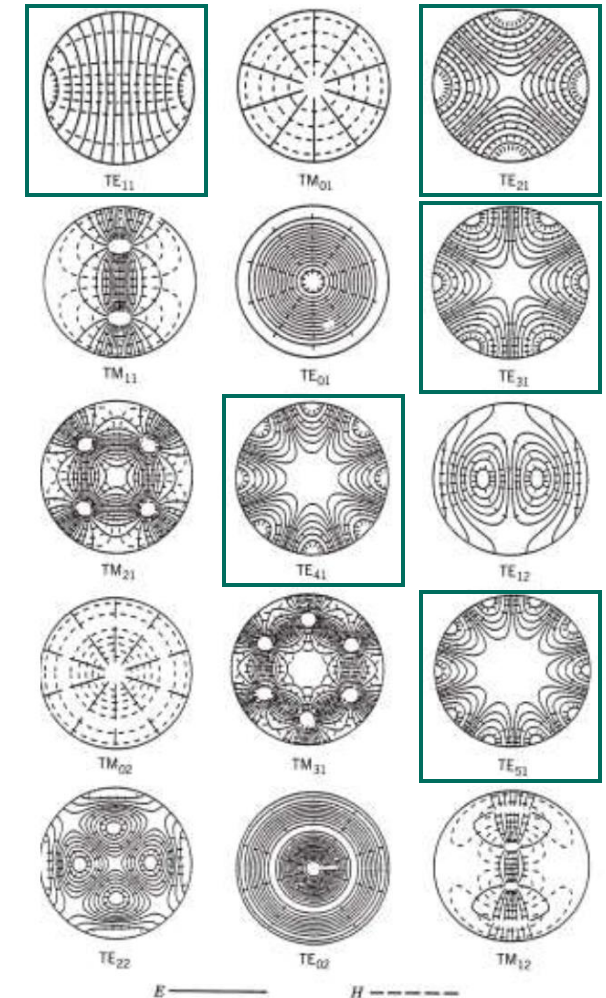 TE₁₁ TM₀₁ TE₂₁
TM₁₁ TE₀₁ TE₃₁
TM₂₁ TE₄₁ TE₁₂
TM₀₂ TM₃₁ TE₅₁
TE₂₂ TE₀₂ TM₁₂
E H